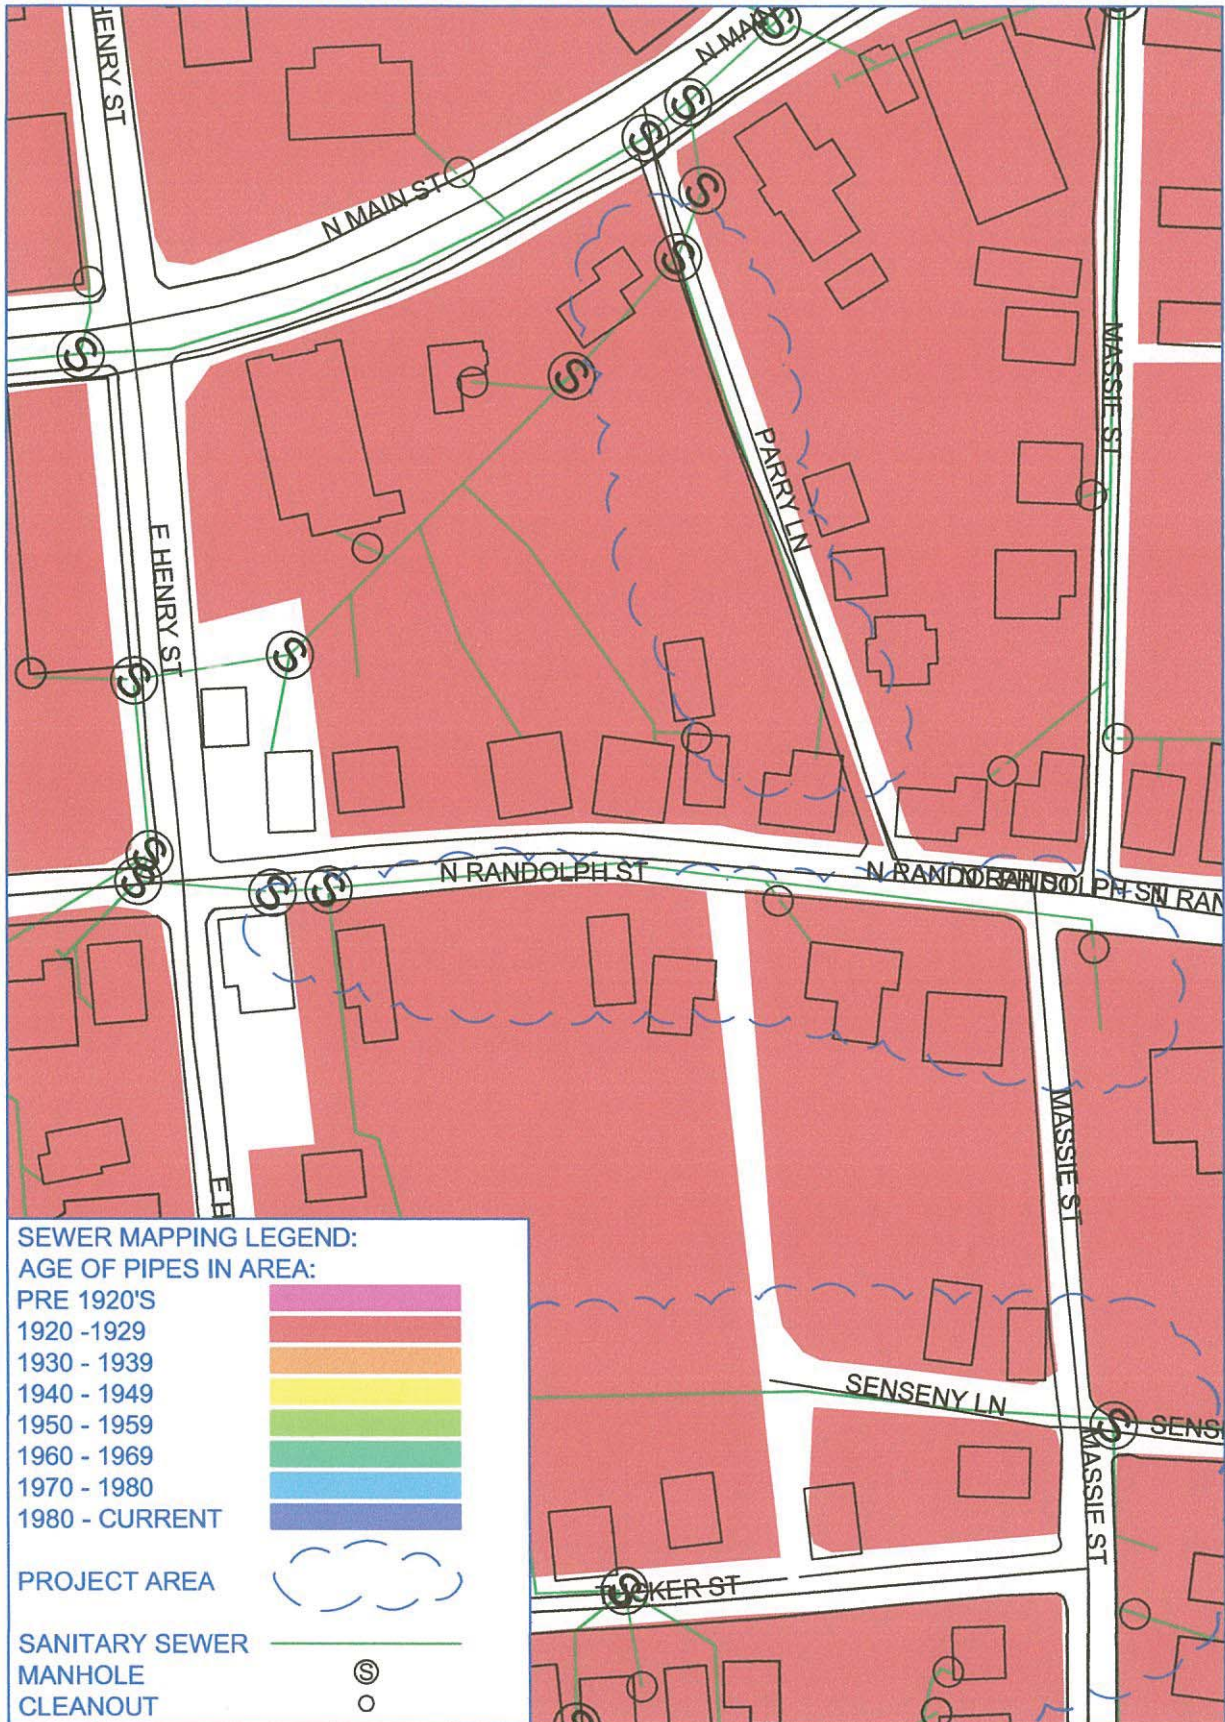 HENRY ST
N MAIN
N MAIN ST
MASSIE ST
PARRY LN
E HENRY ST
N RANDOLPH ST
MASSIE ST
SENSENY LN
MASSIE ST
SEWER MAPPING LEGEND:
AGE OF PIPES IN AREA:
PRE 1920'S
1920 -1929
1930 - 1939
1940 - 1949
1950 - 1959
1960 - 1969
1970 - 1980
1980 - CURRENT
PROJECT AREA
SANITARY SEWER
MANHOLE S
CLEANOUT